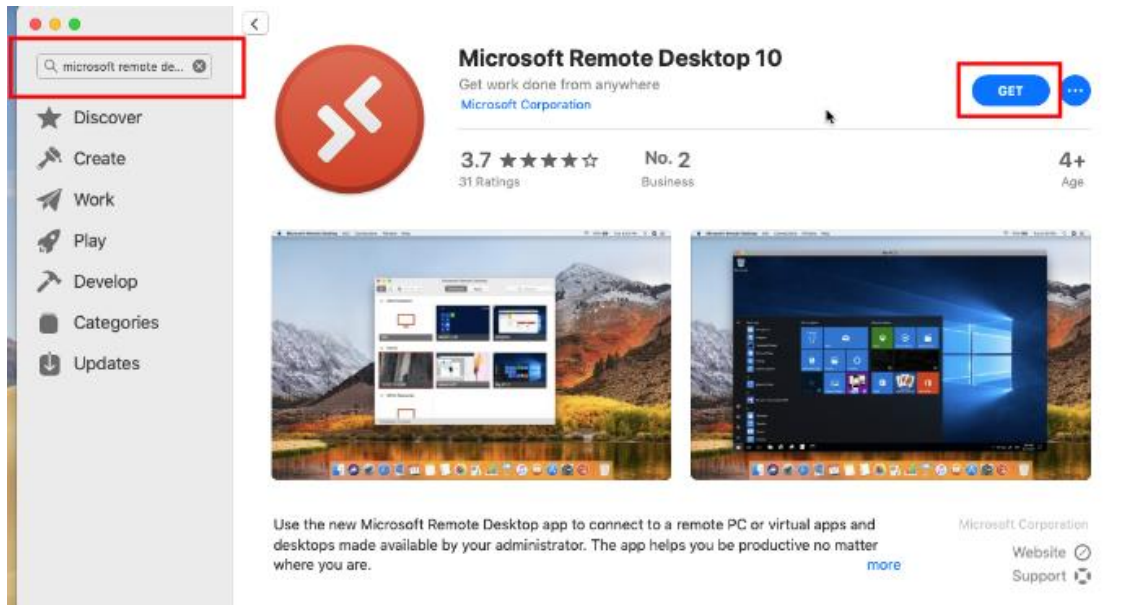 microsoft remote de...
Discover
Create
Work
Play
Develop
Categories
Updates
Microsoft Remote Desktop 10
Get work done from anywhere
Microsoft Corporation
GET
3.7 ★★★★☆
31 Ratings
No. 2
Business
4+
Age
Use the new Microsoft Remote Desktop app to connect to a remote PC or virtual apps and
desktops made available by your administrator. The app helps you be productive no matter
where you are.
more
Microsoft Corporation
Website
Support